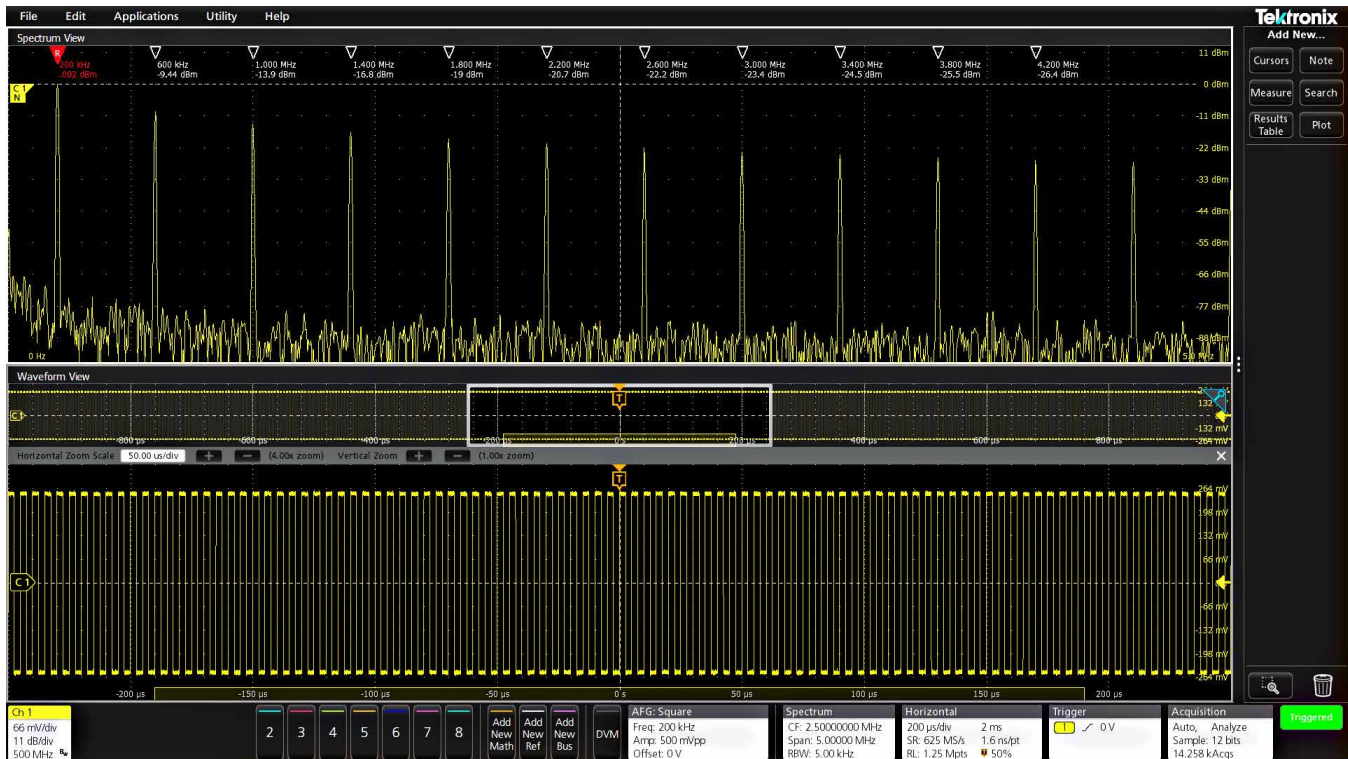 File Edit Applications Utility Help
Tektronix
Add New...
Cursors Note
Measure Search
Results Table Plot
Spectrum View
R
200 kHz 600 kHz 1.000 MHz 1.400 MHz 1.800 MHz 2.200 MHz 2.600 MHz 3.000 MHz 3.400 MHz 3.800 MHz 4.200 MHz
.092 dBm -9.44 dBm -13.9 dBm -16.8 dBm -19 dBm -20.7 dBm -22.2 dBm -23.4 dBm -24.5 dBm -25.5 dBm -26.4 dBm
11 dBm
C 1
N
0 dBm
-11 dBm
-22 dBm
-33 dBm
-44 dBm
-55 dBm
-66 dBm
-77 dBm
-88 dBm
0 Hz 5.0 MHz
Waveform View
T
132
C 1
-132 mV
-264 mV
-800 µs -600 µs -400 µs -200 µs 0 s 200 µs 400 µs 600 µs 800 µs
Horizontal Zoom Scale 50.00 us/div + - (4.00x zoom) Vertical Zoom + - (1.00x zoom)
T
264 mV
198 mV
132 mV
66 mV
C 1
-66 mV
-132 mV
-198 mV
-264 mV
-200 µs -150 µs -100 µs -50 µs 0 s 50 µs 100 µs 150 µs 200 µs
Ch 1
66 mV/div
11 dB/div
500 MHz Bw
2 3 4 5 6 7 8
Add New Math
Add New Ref
Add New Bus
DVM
AFG: Square
Freq: 200 kHz
Amp: 500 mVpp
Offset: 0 V
Spectrum
CF: 2.50000000 MHz
Span: 5.00000 MHz
RBW: 5.00 kHz
Horizontal
200 µs/div 2 ms
SR: 625 MS/s 1.6 ns/pt
RL: 1.25 Mpts 50%
Trigger
1 0 V
Acquisition
Auto, Analyze
Sample: 12 bits
14.258 kAcqs
Triggered